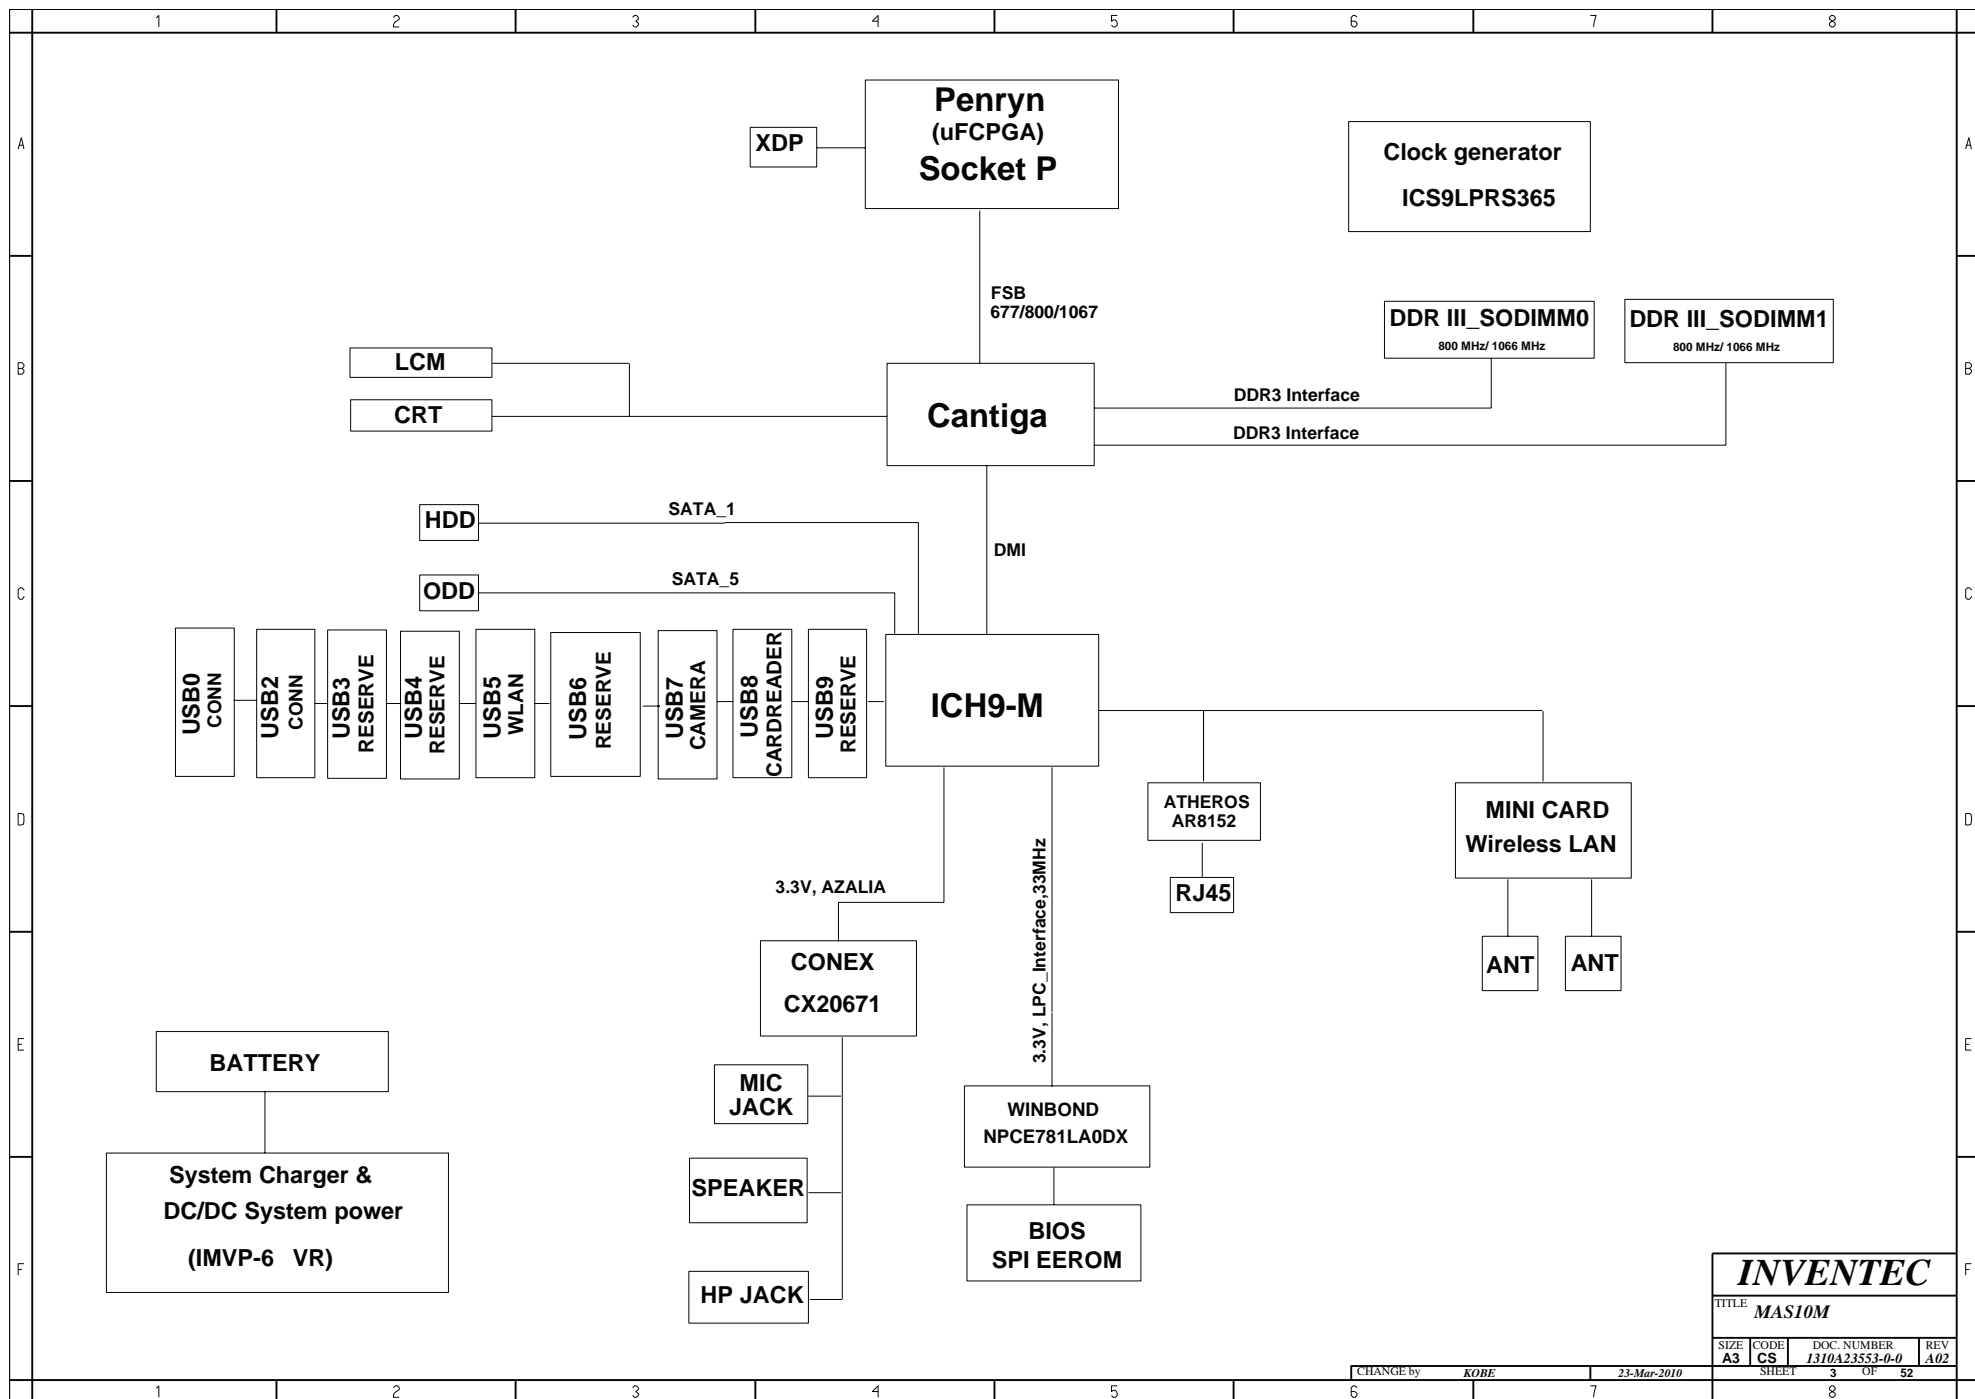 1 2 3 4 5 6 7 8
A
A
Penryn
(uFCPGA)
Socket P
XDP
Clock generator
ICS9LPRS365
FSB
677/800/1067
DDR III_SODIMM0
800 MHz/ 1066 MHz
DDR III_SODIMM1
800 MHz/ 1066 MHz
B
B
LCM
CRT
Cantiga
DDR3 Interface
DDR3 Interface
HDD
SATA_1
DMI
ODD
SATA_5
C
C
USB0
CONN
USB2
CONN
USB3
RESERVE
USB4
RESERVE
USB5
WLAN
USB6
RESERVE
USB7
CAMERA
USB8
CARDREADER
USB9
RESERVE
ICH9-M
D
D
ATHEROS
AR8152
RJ45
MINI CARD
Wireless LAN
ANT
ANT
3.3V, AZALIA
3.3V, LPC_Interface,33MHz
CONEX
CX20671
E
E
BATTERY
MIC
JACK
WINBOND
NPCE781LA0DX
System Charger &
DC/DC System power
(IMVP-6 VR)
SPEAKER
BIOS
SPI EEROM
HP JACK
F
F
INVENTEC
TITLE MAS10M
SIZE CODE DOC. NUMBER REV
A3 CS 1310A23553-0-0 A02
CHANGE by KOBE 23-Mar-2010 SHEET 3 OF 52
1 2 3 4 5 6 7 8